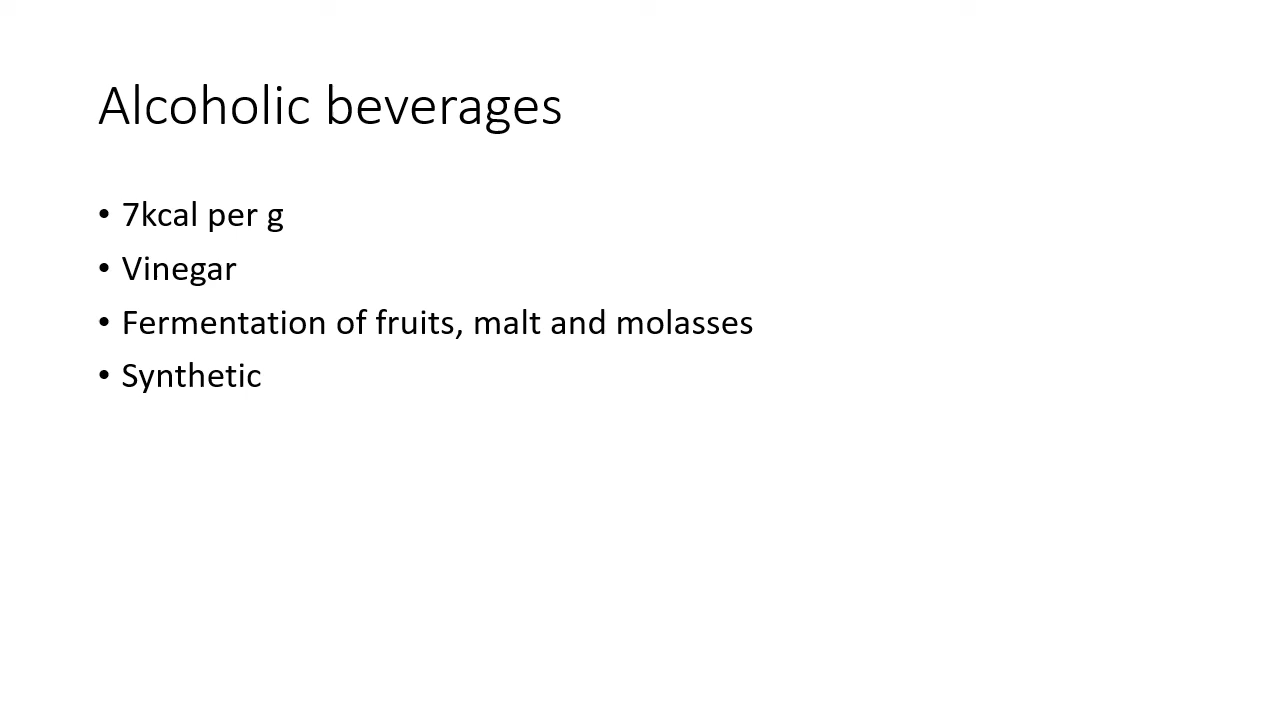 Alcoholic beverages
• 7kcal per g
• Vinegar
• Fermentation of fruits, malt and molasses
• Synthetic